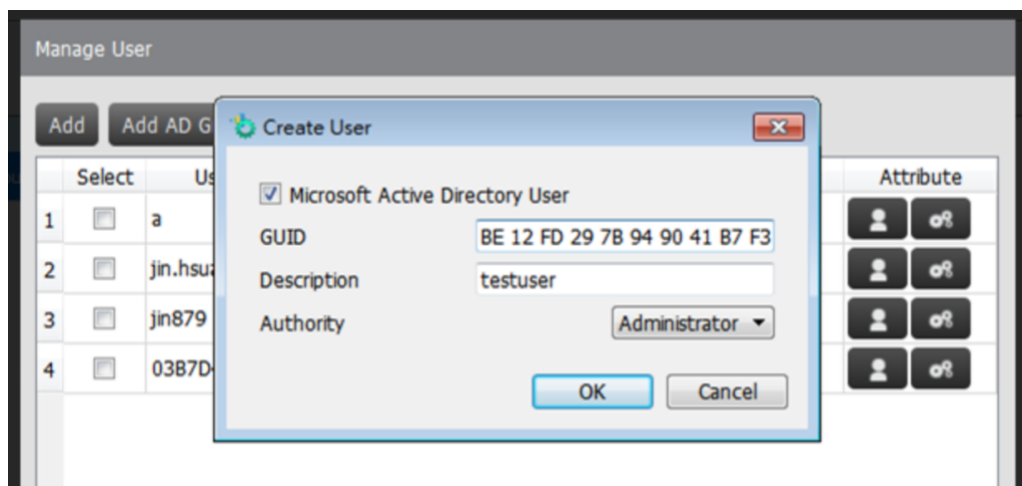 Manage User
Add
Add AD G
Create User
Select
Us
Attribute
Microsoft Active Directory User
1
a
GUID
BE 12 FD 29 7B 94 90 41 B7 F3
2
jin.hsu
Description
testuser
3
jin879
Authority
Administrator
4
03B7D
OK
Cancel